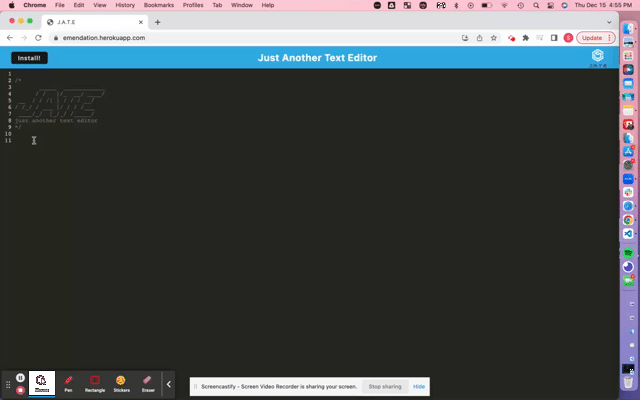 Chrome File Edit View History Bookmarks Profiles Tab Window Help Thu Dec 15 4:55 PM
J.A.T.E
emendation.herokuapp.com
S Update
Install!
Just Another Text Editor
J.A.T.E
1
2 /*
3
4
5
6
7
8 just another text editor
9 */
10
11
Mouse Pen Rectangle Stickers Eraser
Screencastify - Screen Video Recorder is sharing your screen. Stop sharing Hide